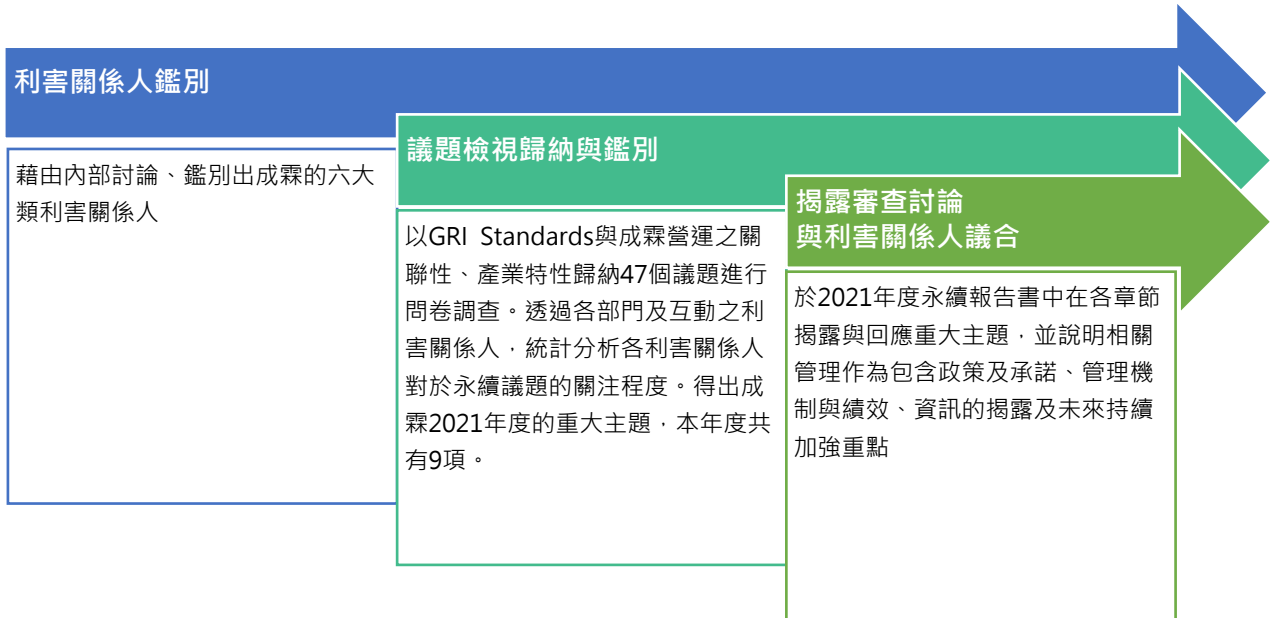 利害關係人鑑別
藉由內部討論、鑑別出成霖的六大
類利害關係人
議題檢視歸納與鑑別
以GRI Standards與成霖營運之關
聯性、產業特性歸納47個議題進行
問卷調查。透過各部門及互動之利
害關係人，統計分析各利害關係人
對於永續議題的關注程度。得出成
霖2021年度的重大主題，本年度共
有9項。
揭露審查討論
與利害關係人議合
於2021年度永續報告書中在各章節
揭露與回應重大主題，並說明相關
管理作為包含政策及承諾、管理機
制與績效、資訊的揭露及未來持續
加強重點